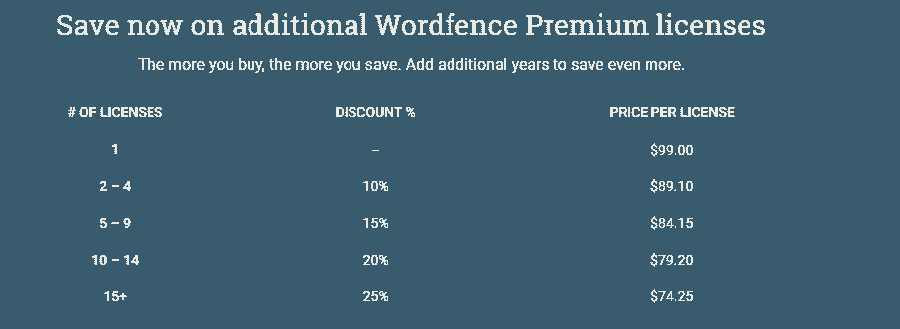 Save now on additional Wordfence Premium licenses
The more you buy, the more you save. Add additional years to save even more.
# OF LICENSES DISCOUNT % PRICE PER LICENSE
1 – $99.00
2 – 4 10% $89.10
5 – 9 15% $84.15
10 – 14 20% $79.20
15+ 25% $74.25